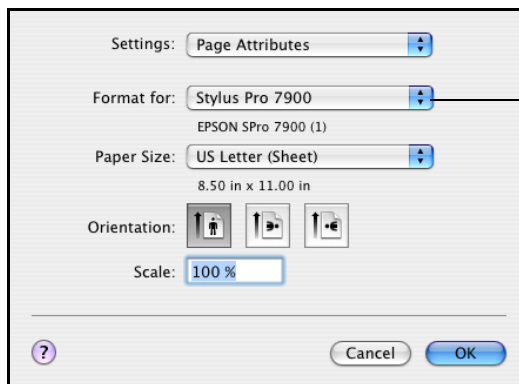 Settings: Page Attributes
Format for: Stylus Pro 7900
EPSON SPro 7900 (1)
Paper Size: US Letter (Sheet)
8.50 in x 11.00 in
Orientation:
Scale: 100 %
? Cancel OK